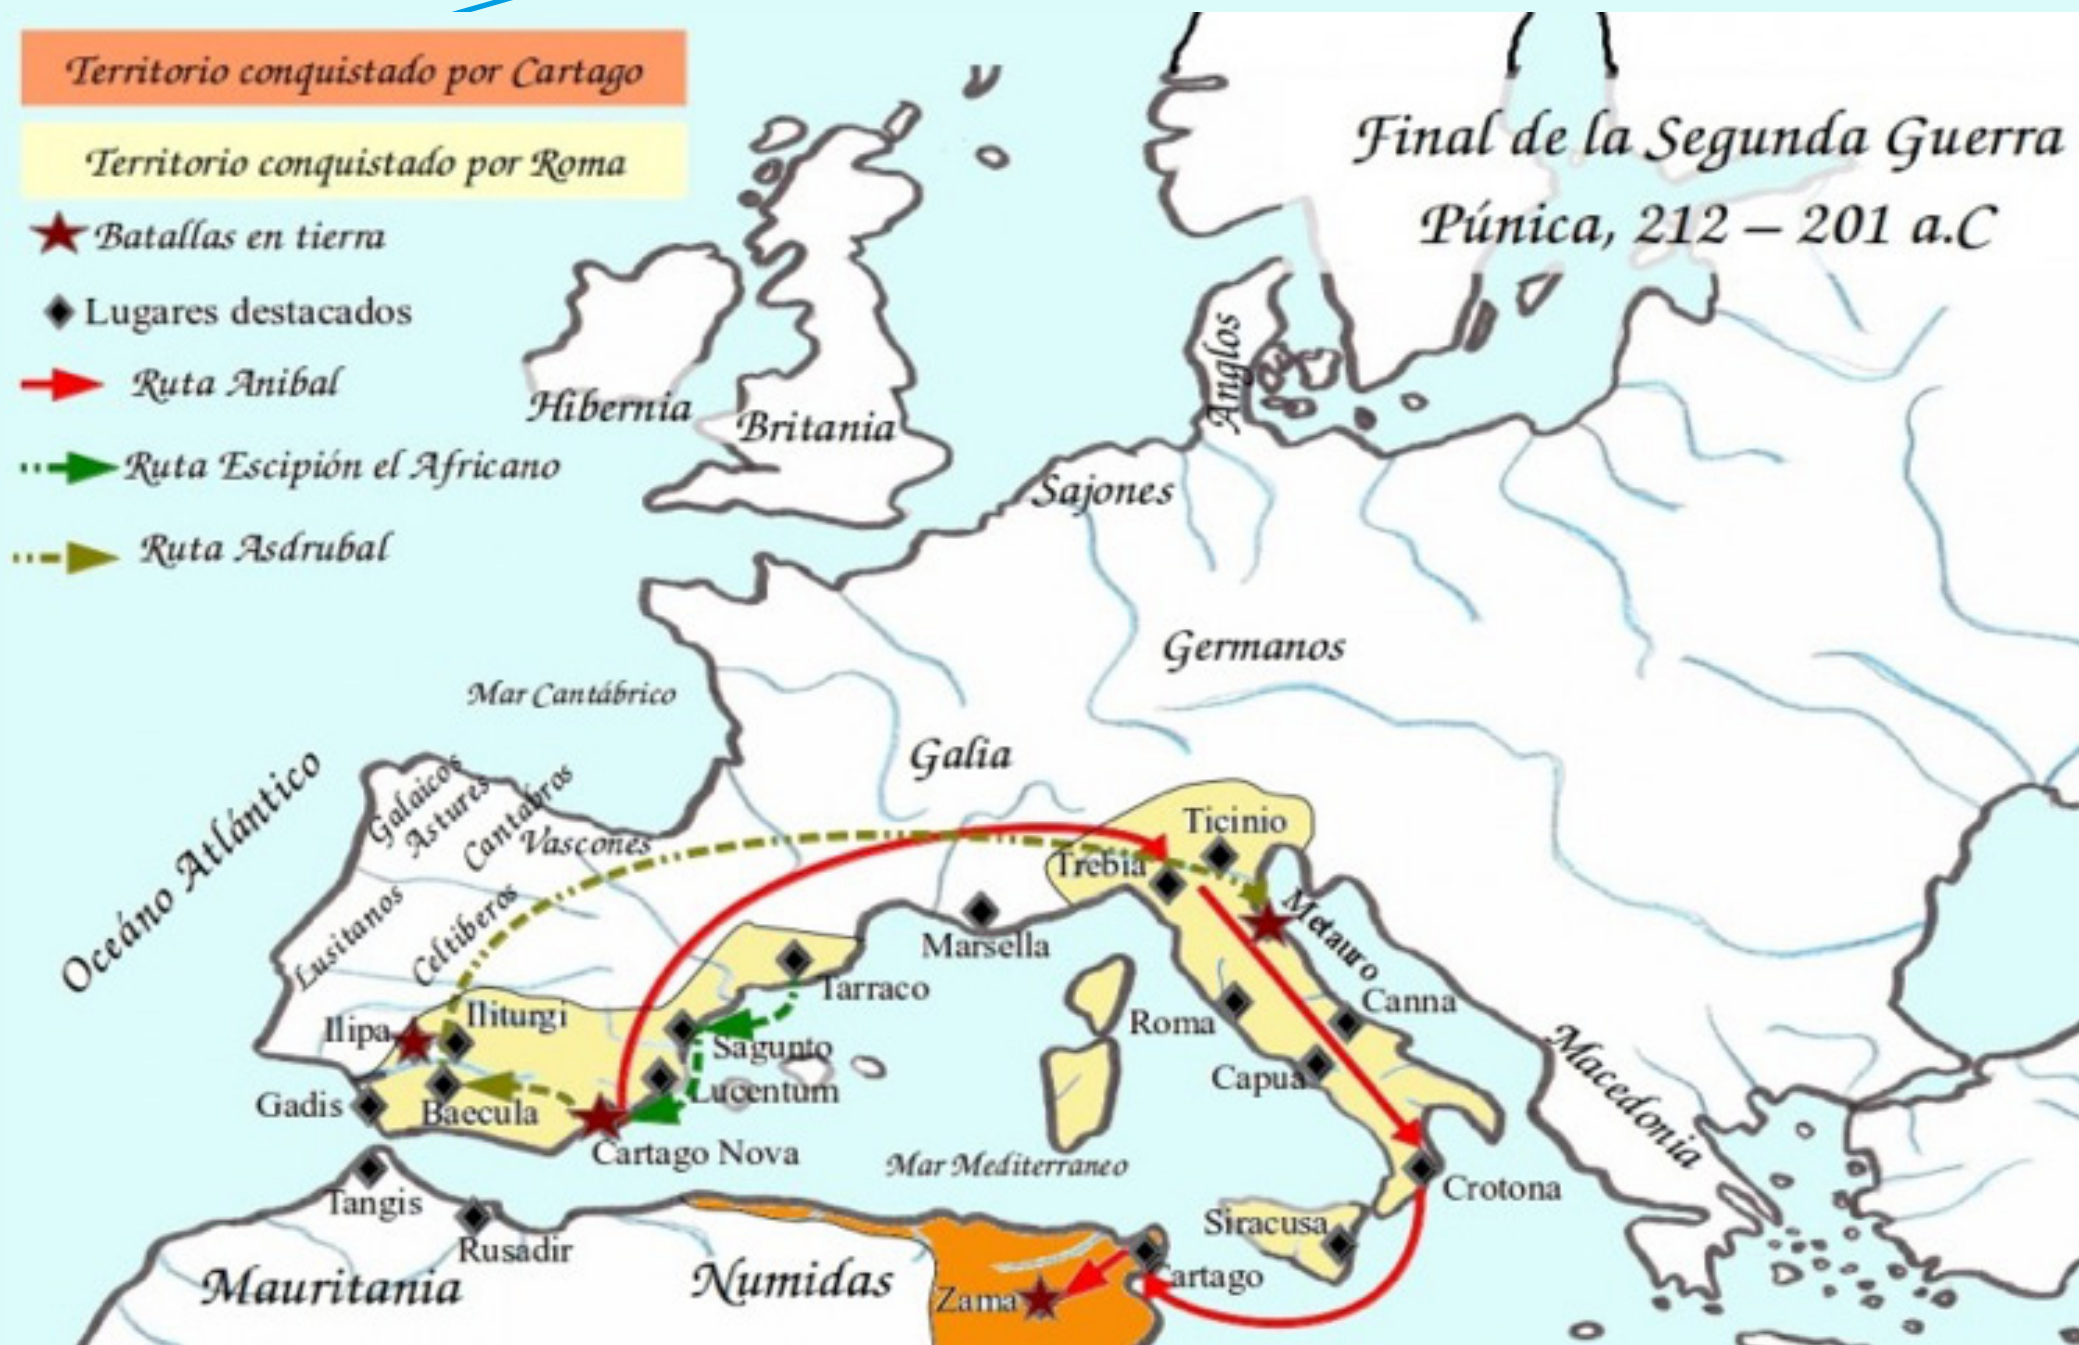 Territorio conquistado por Cartago
Territorio conquistado por Roma
Batallas en tierra
Lugares destacados
Ruta Anibal
Ruta Escipión el Africano
Ruta Asdrubal
Final de la Segunda Guerra
Púnica, 212 – 201 a.C
Anglos
Hibernia
Britania
Sajones
Germanos
Mar Cantábrico
Galia
Oceáno Atlántico
Galaicos
Astures
Cantabros
Vascones
Ticinio
Trebia
Lusitanos
Celtiberos
Metauro
Marsella
Tarraco
Canna
Iliturgi
Ilipa
Roma
Sagunto
Macedonia
Capua
Lucentum
Gadis
Baecula
Cartago Nova
Mar Mediterraneo
Crotona
Tangis
Siracusa
Rusadir
Mauritania
Numidas
Cartago
Zama